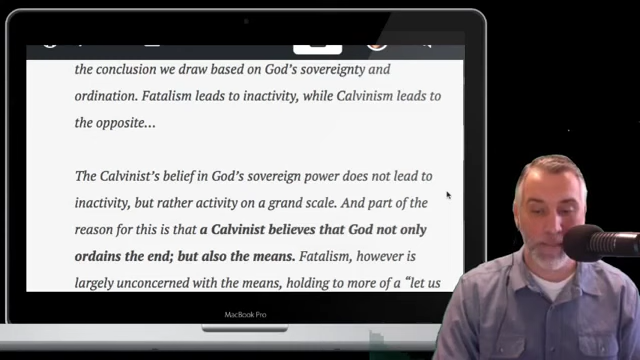 the conclusion we draw based on God's sovereignty and
ordination. Fatalism leads to inactivity, while Calvinism leads to
the opposite…
The Calvinist's belief in God's sovereign power does not lead to
inactivity, but rather activity on a grand scale. And part of the
reason for this is that a Calvinist believes that God not only
ordains the end; but also the means. Fatalism, however is
largely unconcerned with the means, holding to more of a “let us
MacBook Pro